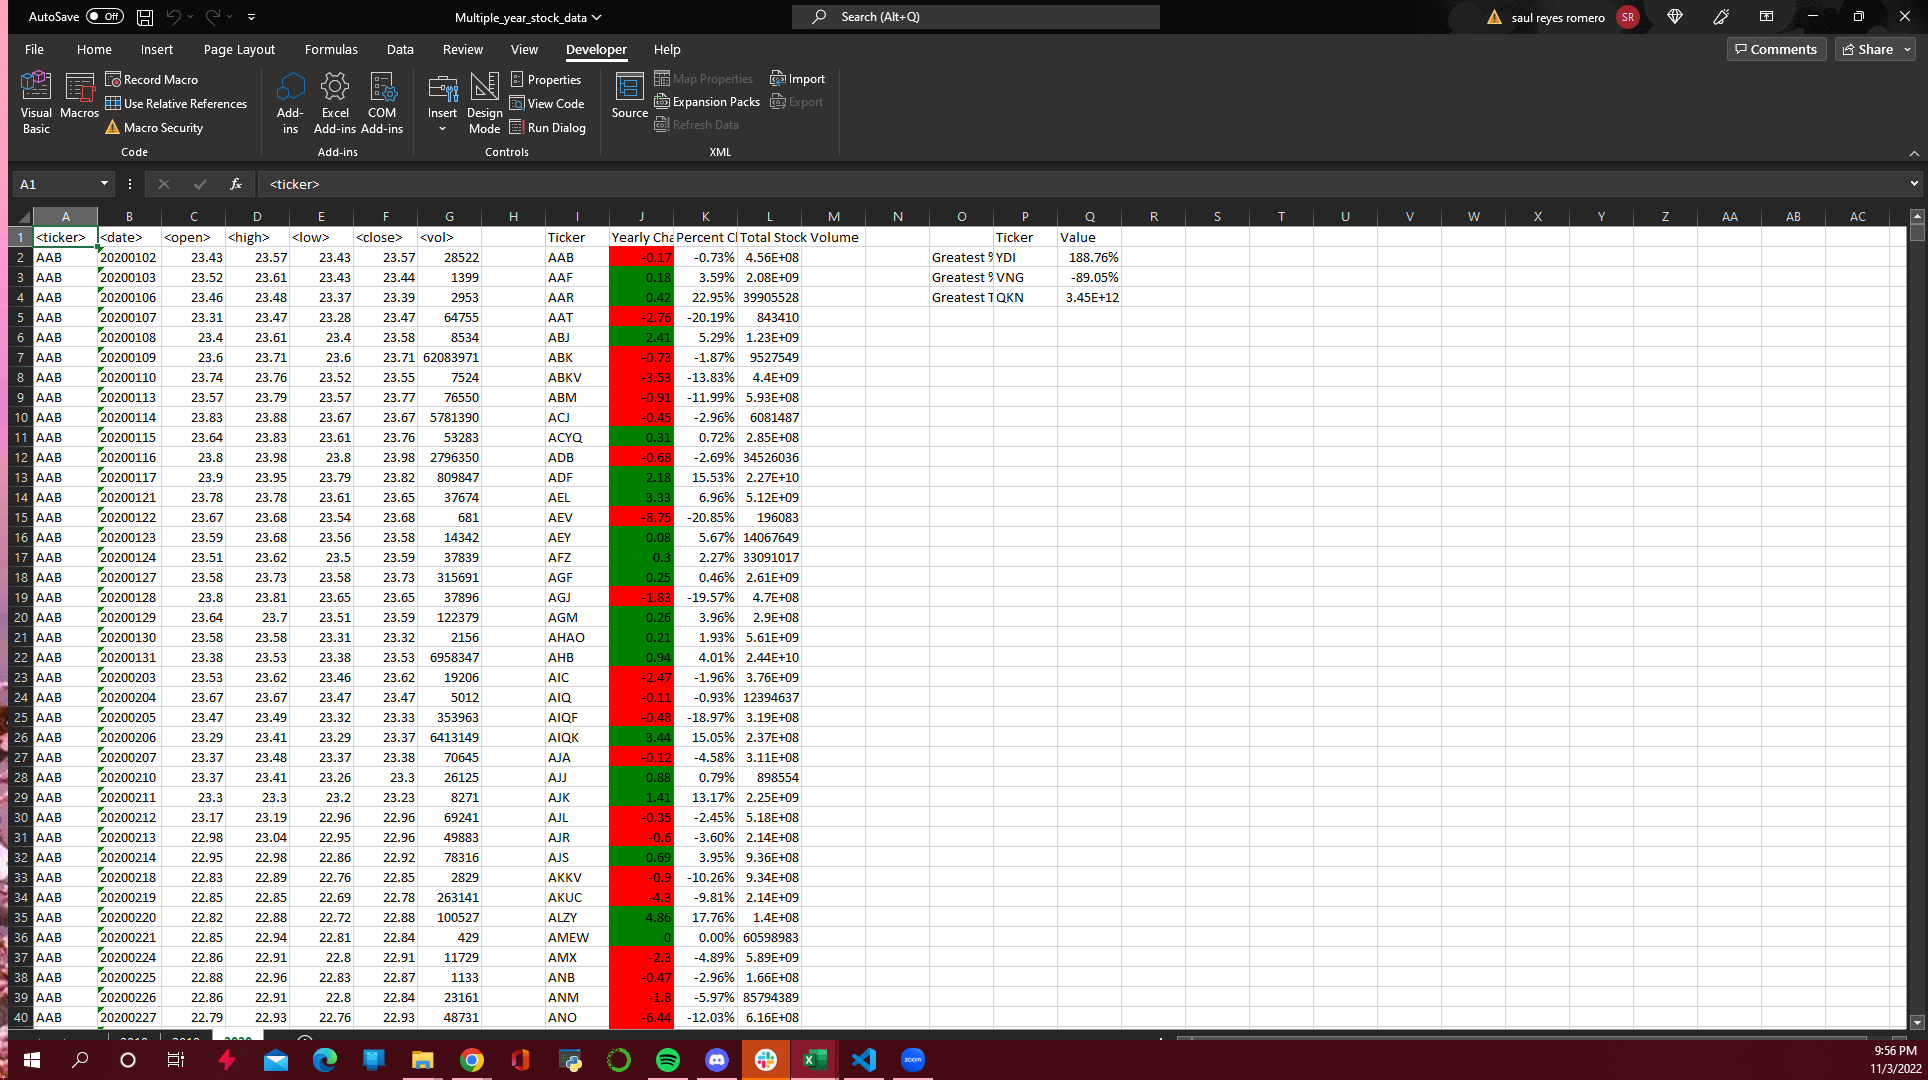 AutoSave Off Multiple_year_stock_data Search (Alt+Q) saul reyes romero SR
File Home Insert Page Layout Formulas Data Review View Developer Help Comments Share
Visual Basic Macros Record Macro Use Relative References Macro Security Add-ins Excel Add-ins COM Add-ins Insert Design Mode Properties View Code Run Dialog Source Map Properties Expansion Packs Refresh Data Import Export
Code Add-ins Controls XML
A1 fx <ticker>
A B C D E F G H I J K L M N O P Q R S T U V W X Y Z AA AB AC
1 <ticker> <date> <open> <high> <low> <close> <vol> Ticker Yearly Cha Percent Cl Total Stock Volume Ticker Value
2 AAB 20200102 23.43 23.57 23.43 23.57 28522 AAB -0.17 -0.73% 4.56E+08 Greatest % YDI 188.76%
3 AAB 20200103 23.52 23.61 23.43 23.44 1399 AAF 0.18 3.59% 2.08E+09 Greatest % VNG -89.05%
4 AAB 20200106 23.46 23.48 23.37 23.39 2953 AAR 0.42 22.95% 39905528 Greatest T QKN 3.45E+12
5 AAB 20200107 23.31 23.47 23.28 23.47 64755 AAT -2.76 -20.19% 843410
6 AAB 20200108 23.4 23.61 23.4 23.58 8534 ABJ 2.41 5.29% 1.23E+09
7 AAB 20200109 23.6 23.71 23.6 23.71 62083971 ABK -0.73 -1.87% 9527549
8 AAB 20200110 23.74 23.76 23.52 23.55 7524 ABKV -3.53 -13.83% 4.4E+09
9 AAB 20200113 23.57 23.79 23.57 23.77 76550 ABM -0.91 -11.99% 5.93E+08
10 AAB 20200114 23.83 23.88 23.67 23.67 5781390 ACJ -0.45 -2.96% 6081487
11 AAB 20200115 23.64 23.83 23.61 23.76 53283 ACYQ 0.31 0.72% 2.85E+08
12 AAB 20200116 23.8 23.98 23.8 23.98 2796350 ADB -0.68 -2.69% 34526036
13 AAB 20200117 23.9 23.95 23.79 23.82 809847 ADF 2.18 15.53% 2.27E+10
14 AAB 20200121 23.78 23.78 23.61 23.65 37674 AEL 3.33 6.96% 5.12E+09
15 AAB 20200122 23.67 23.68 23.54 23.68 681 AEV -8.75 -20.85% 196083
16 AAB 20200123 23.59 23.68 23.56 23.58 14342 AEY 0.08 5.67% 14067649
17 AAB 20200124 23.51 23.62 23.5 23.59 37839 AFZ 0.3 2.27% 33091017
18 AAB 20200127 23.58 23.73 23.58 23.73 315691 AGF 0.25 0.46% 2.61E+09
19 AAB 20200128 23.8 23.81 23.65 23.65 37896 AGJ -1.83 -19.57% 4.7E+08
20 AAB 20200129 23.64 23.7 23.51 23.59 122379 AGM 0.26 3.96% 2.9E+08
21 AAB 20200130 23.58 23.58 23.31 23.32 2156 AHAO 0.21 1.93% 5.61E+09
22 AAB 20200131 23.38 23.53 23.38 23.53 6958347 AHB 0.94 4.01% 2.44E+10
23 AAB 20200203 23.53 23.62 23.46 23.62 19206 AIC -2.47 -1.96% 3.76E+09
24 AAB 20200204 23.67 23.67 23.47 23.47 5012 AIQ -0.11 -0.93% 12394637
25 AAB 20200205 23.47 23.49 23.32 23.33 353963 AIQF -0.48 -18.97% 3.19E+08
26 AAB 20200206 23.29 23.41 23.29 23.37 6413149 AIQK 3.44 15.05% 2.37E+08
27 AAB 20200207 23.37 23.48 23.37 23.38 70645 AJA -0.12 -4.58% 3.11E+08
28 AAB 20200210 23.37 23.41 23.26 23.3 26125 AJJ 0.88 0.79% 898554
29 AAB 20200211 23.3 23.3 23.2 23.23 8271 AJK 1.41 13.17% 2.25E+09
30 AAB 20200212 23.17 23.19 22.96 22.96 69241 AJL -0.35 -2.45% 5.18E+08
31 AAB 20200213 22.98 23.04 22.95 22.96 49883 AJR -0.6 -3.60% 2.14E+08
32 AAB 20200214 22.95 22.98 22.86 22.92 78316 AJS 0.69 3.95% 9.36E+08
33 AAB 20200218 22.83 22.89 22.76 22.85 2829 AKKV -0.9 -10.26% 9.34E+08
34 AAB 20200219 22.85 22.85 22.69 22.78 263141 AKUC -4.3 -9.81% 2.14E+09
35 AAB 20200220 22.82 22.88 22.72 22.88 100527 ALZY 4.86 17.76% 1.4E+08
36 AAB 20200221 22.85 22.94 22.81 22.84 429 AMEW 0 0.00% 60598983
37 AAB 20200224 22.86 22.91 22.8 22.91 11729 AMX -2.3 -4.89% 5.89E+09
38 AAB 20200225 22.88 22.96 22.83 22.87 1133 ANB -0.47 -2.96% 1.66E+08
39 AAB 20200226 22.86 22.91 22.8 22.84 23161 ANM -1.8 -5.97% 85794389
40 AAB 20200227 22.79 22.93 22.76 22.93 48731 ANO -6.44 -12.03% 6.16E+08
zoom
9:56 PM
11/3/2022